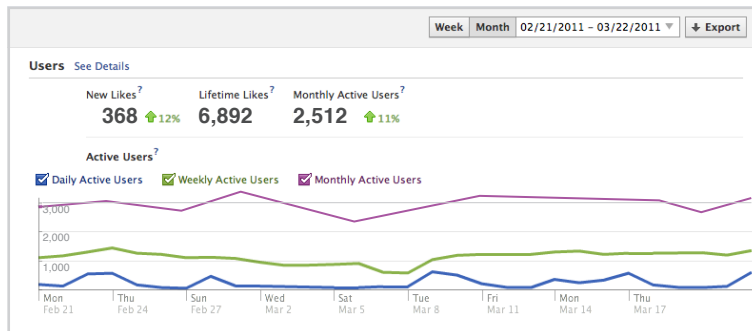 Week Month 02/21/2011 - 03/22/2011 Export
Users See Details
New Likes? Lifetime Likes? Monthly Active Users?
368 12% 6,892 2,512 11%
Active Users?
Daily Active Users Weekly Active Users Monthly Active Users
3,000
2,000
1,000
Mon Thu Sun Wed Sat Tue Fri Mon Thu
Feb 21 Feb 24 Feb 27 Mar 2 Mar 5 Mar 8 Mar 11 Mar 14 Mar 17